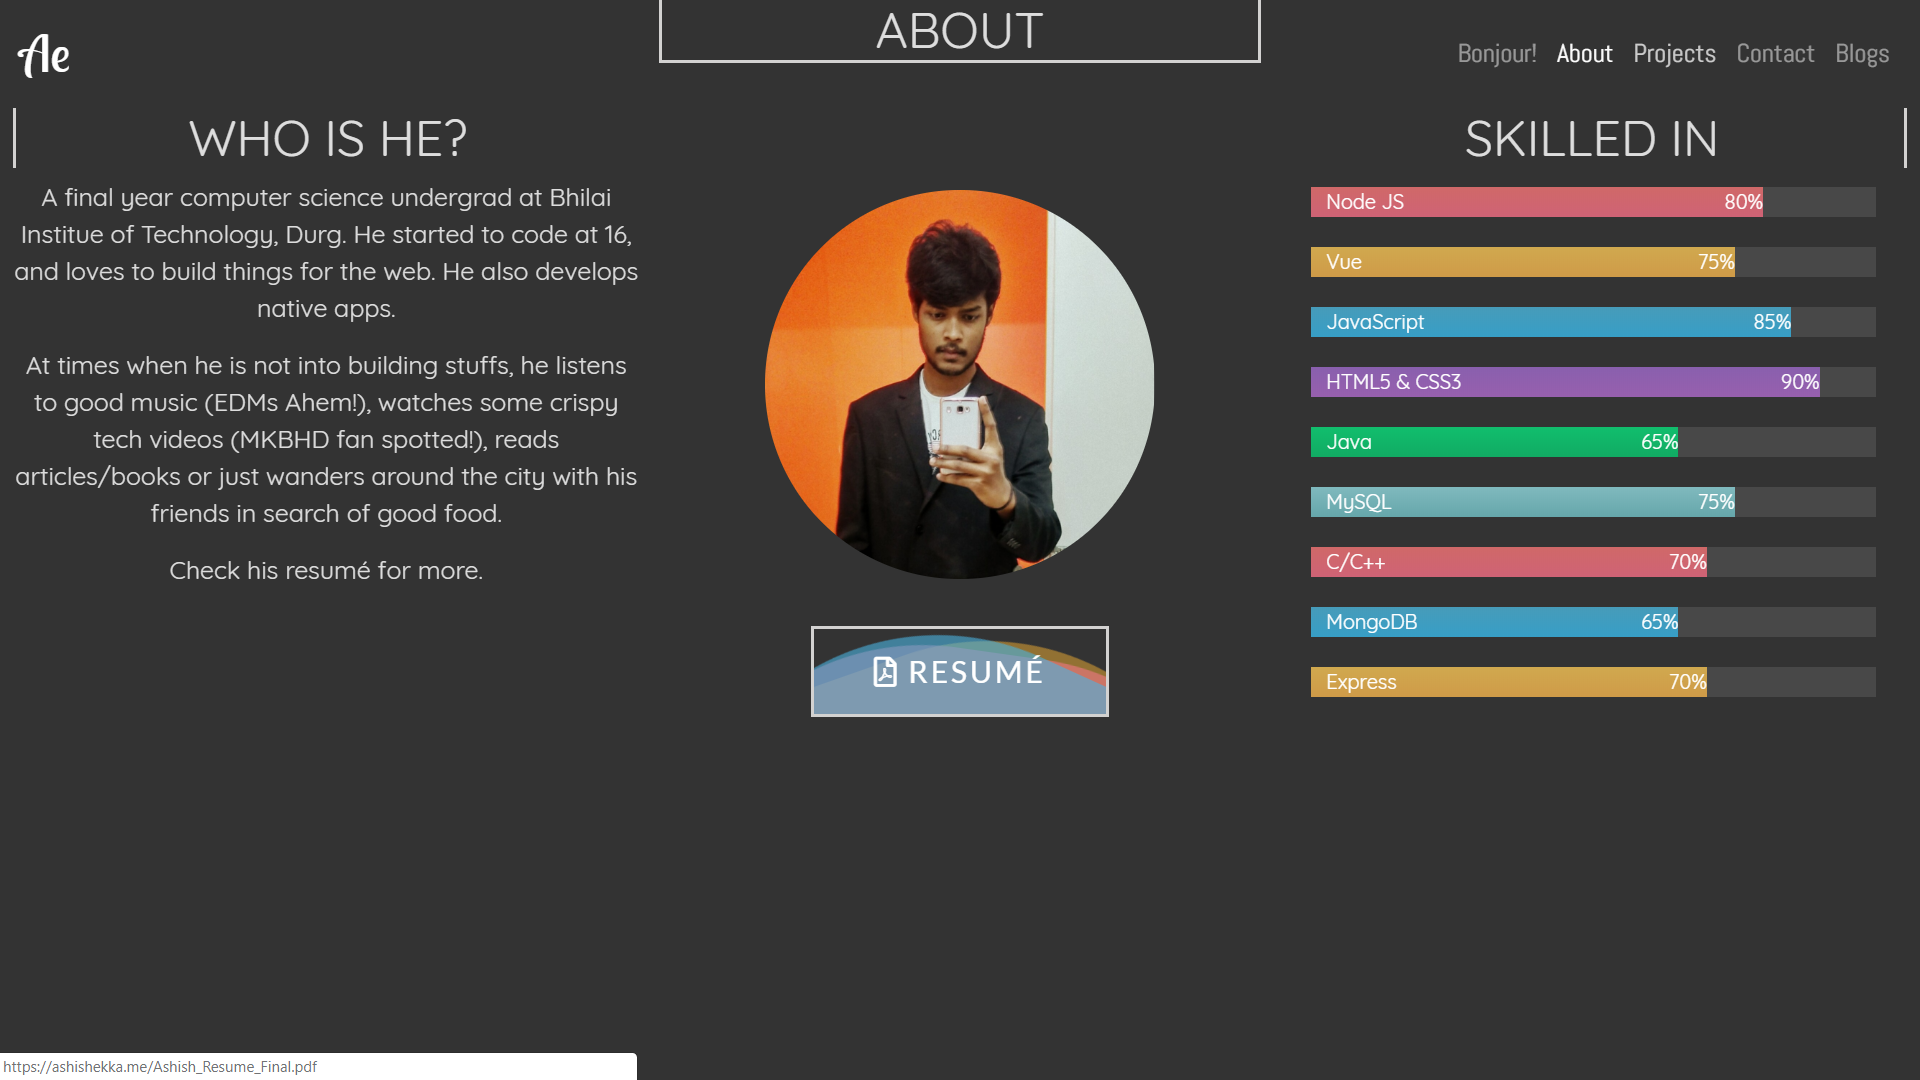 Ae
ABOUT
Bonjour! About Projects Contact Blogs
WHO IS HE?
A final year computer science undergrad at Bhilai
Institue of Technology, Durg. He started to code at 16,
and loves to build things for the web. He also develops
native apps.
At times when he is not into building stuffs, he listens
to good music (EDMs Ahem!), watches some crispy
tech videos (MKBHD fan spotted!), reads
articles/books or just wanders around the city with his
friends in search of good food.
Check his resumé for more.
RESUMÉ
SKILLED IN
Node JS 80%
Vue 75%
JavaScript 85%
HTML5 & CSS3 90%
Java 65%
MySQL 75%
C/C++ 70%
MongoDB 65%
Express 70%
https://ashishekka.me/Ashish_Resume_Final.pdf